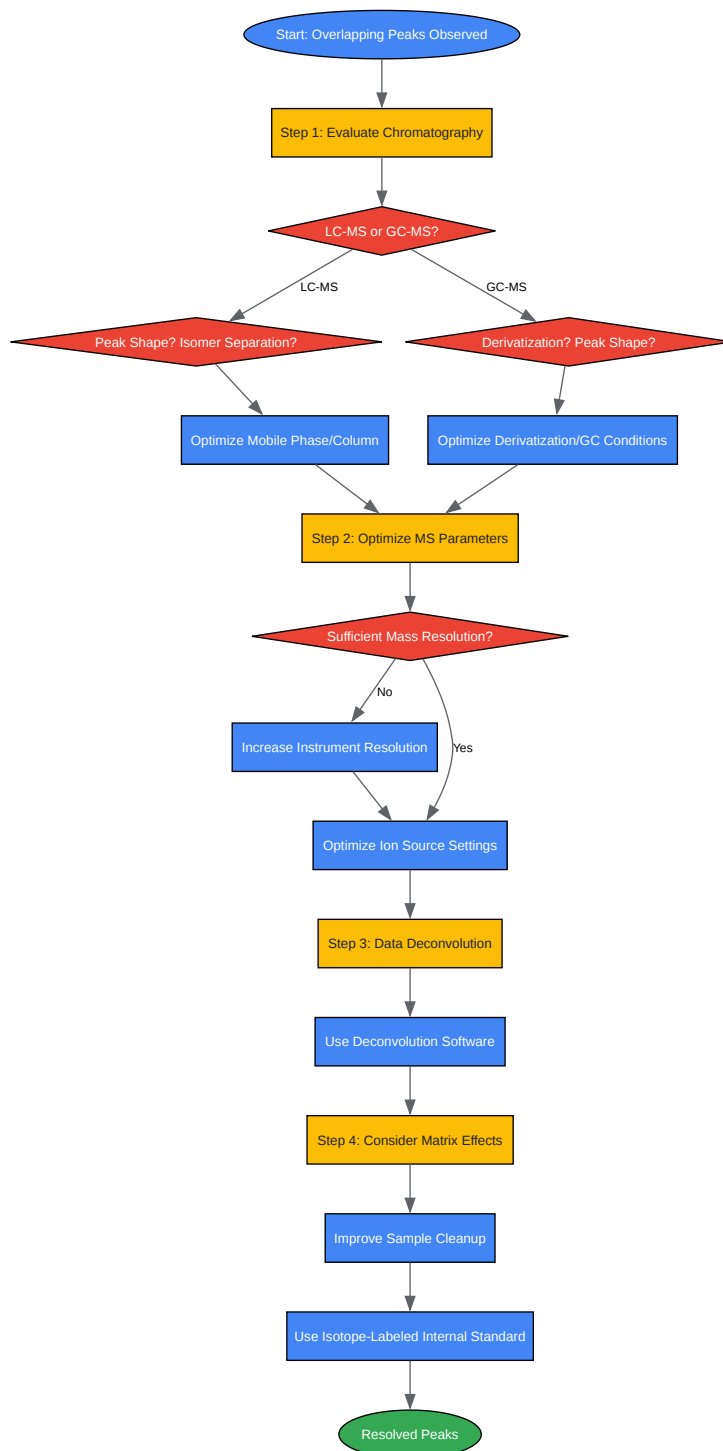 Start: Overlapping Peaks Observed
Step 1: Evaluate Chromatography
LC-MS or GC-MS?
LC-MS
GC-MS
Peak Shape? Isomer Separation?
Derivatization? Peak Shape?
Optimize Mobile Phase/Column
Optimize Derivatization/GC Conditions
Step 2: Optimize MS Parameters
Sufficient Mass Resolution?
No
Increase Instrument Resolution
Yes
Optimize Ion Source Settings
Step 3: Data Deconvolution
Use Deconvolution Software
Step 4: Consider Matrix Effects
Improve Sample Cleanup
Use Isotope-Labeled Internal Standard
Resolved Peaks